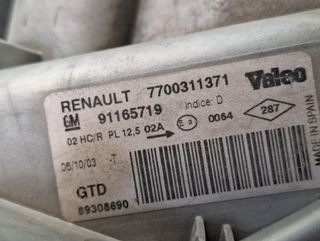 RENAULT 7700311371 Valeo
GM 91165719 Indice: D
02 HC/R PL 12,5 02A → E2 0064 287
06/10/03 T
GTD
89308690
MADE IN SPAIN